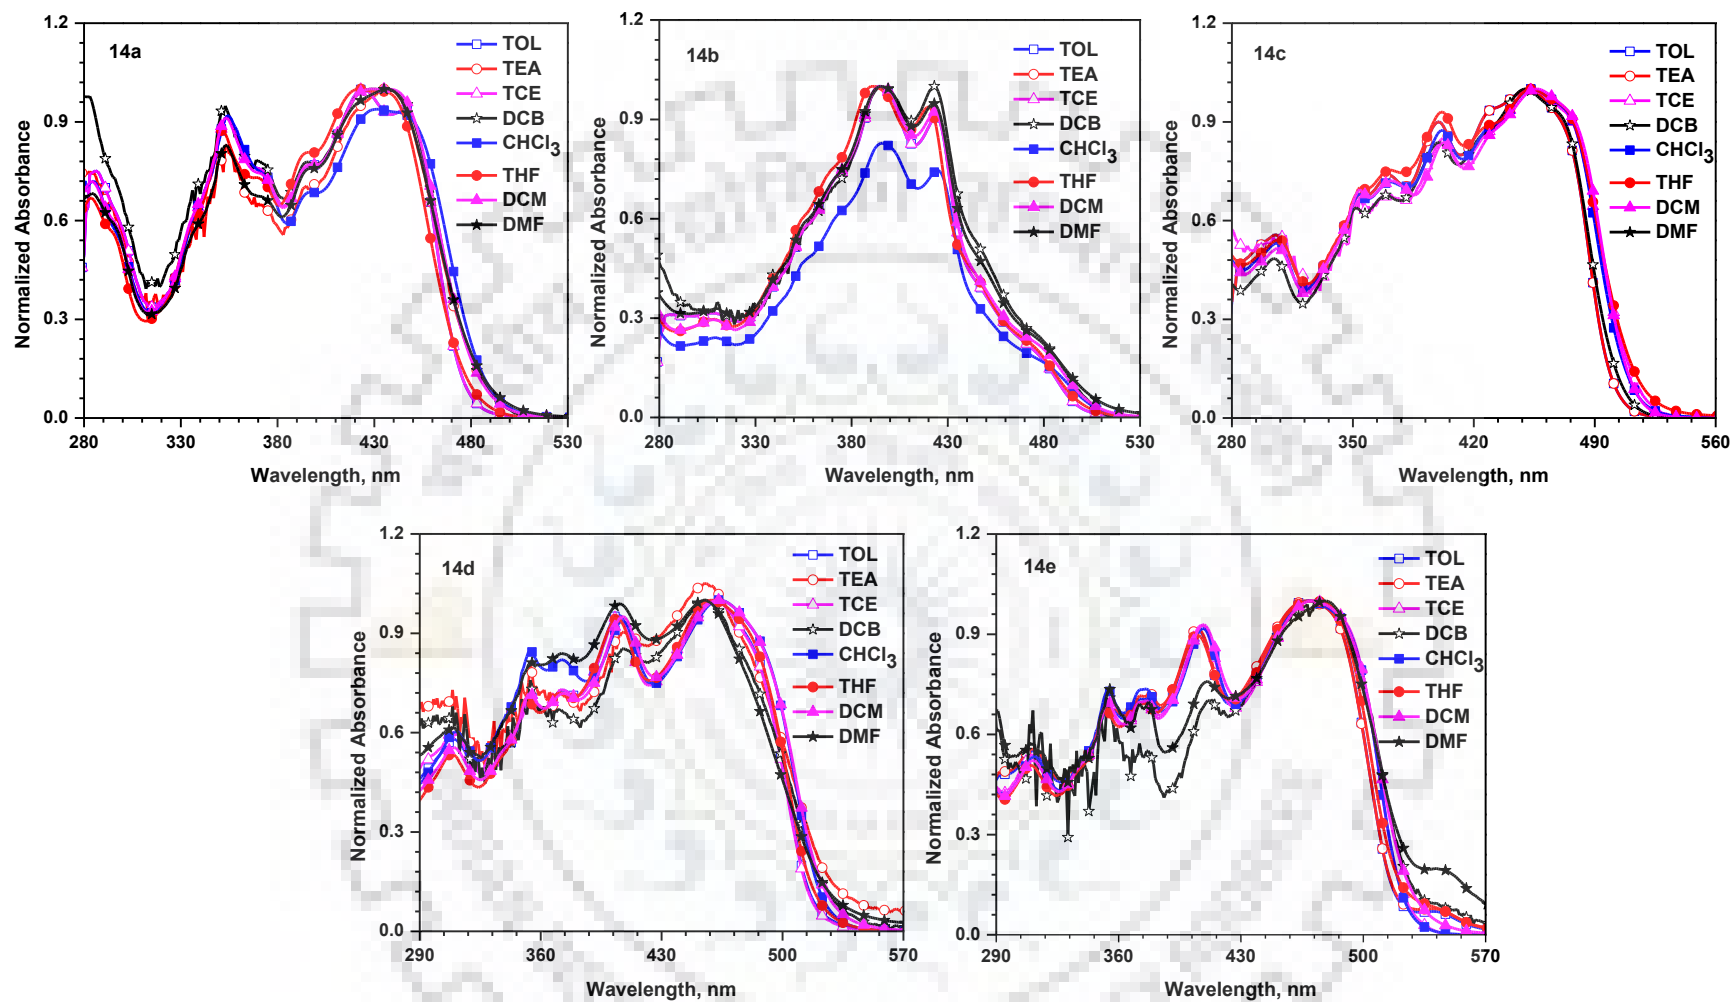 14a
TOL
TEA
TCE
DCB
CHCl3
THF
DCM
DMF
1.2
0.9
0.6
0.3
0.0
Normalized Absorbance
280 330 380 430 480 530
Wavelength, nm
14b
TOL
TEA
TCE
DCB
CHCl3
THF
DCM
DMF
1.2
0.9
0.6
0.3
0.0
Normalized Absorbance
280 330 380 430 480 530
Wavelength, nm
14c
TOL
TEA
TCE
DCB
CHCl3
THF
DCM
DMF
1.2
0.9
0.6
0.3
0.0
Normalized Absorbance
280 350 420 490 560
Wavelength, nm
14d
TOL
TEA
TCE
DCB
CHCl3
THF
DCM
DMF
1.2
0.9
0.6
0.3
0.0
Normalized Absorbance
290 360 430 500 570
Wavelength, nm
14e
TOL
TEA
TCE
DCB
CHCl3
THF
DCM
DMF
1.2
0.9
0.6
0.3
0.0
Normalized Absorbance
290 360 430 500 570
Wavelength, nm